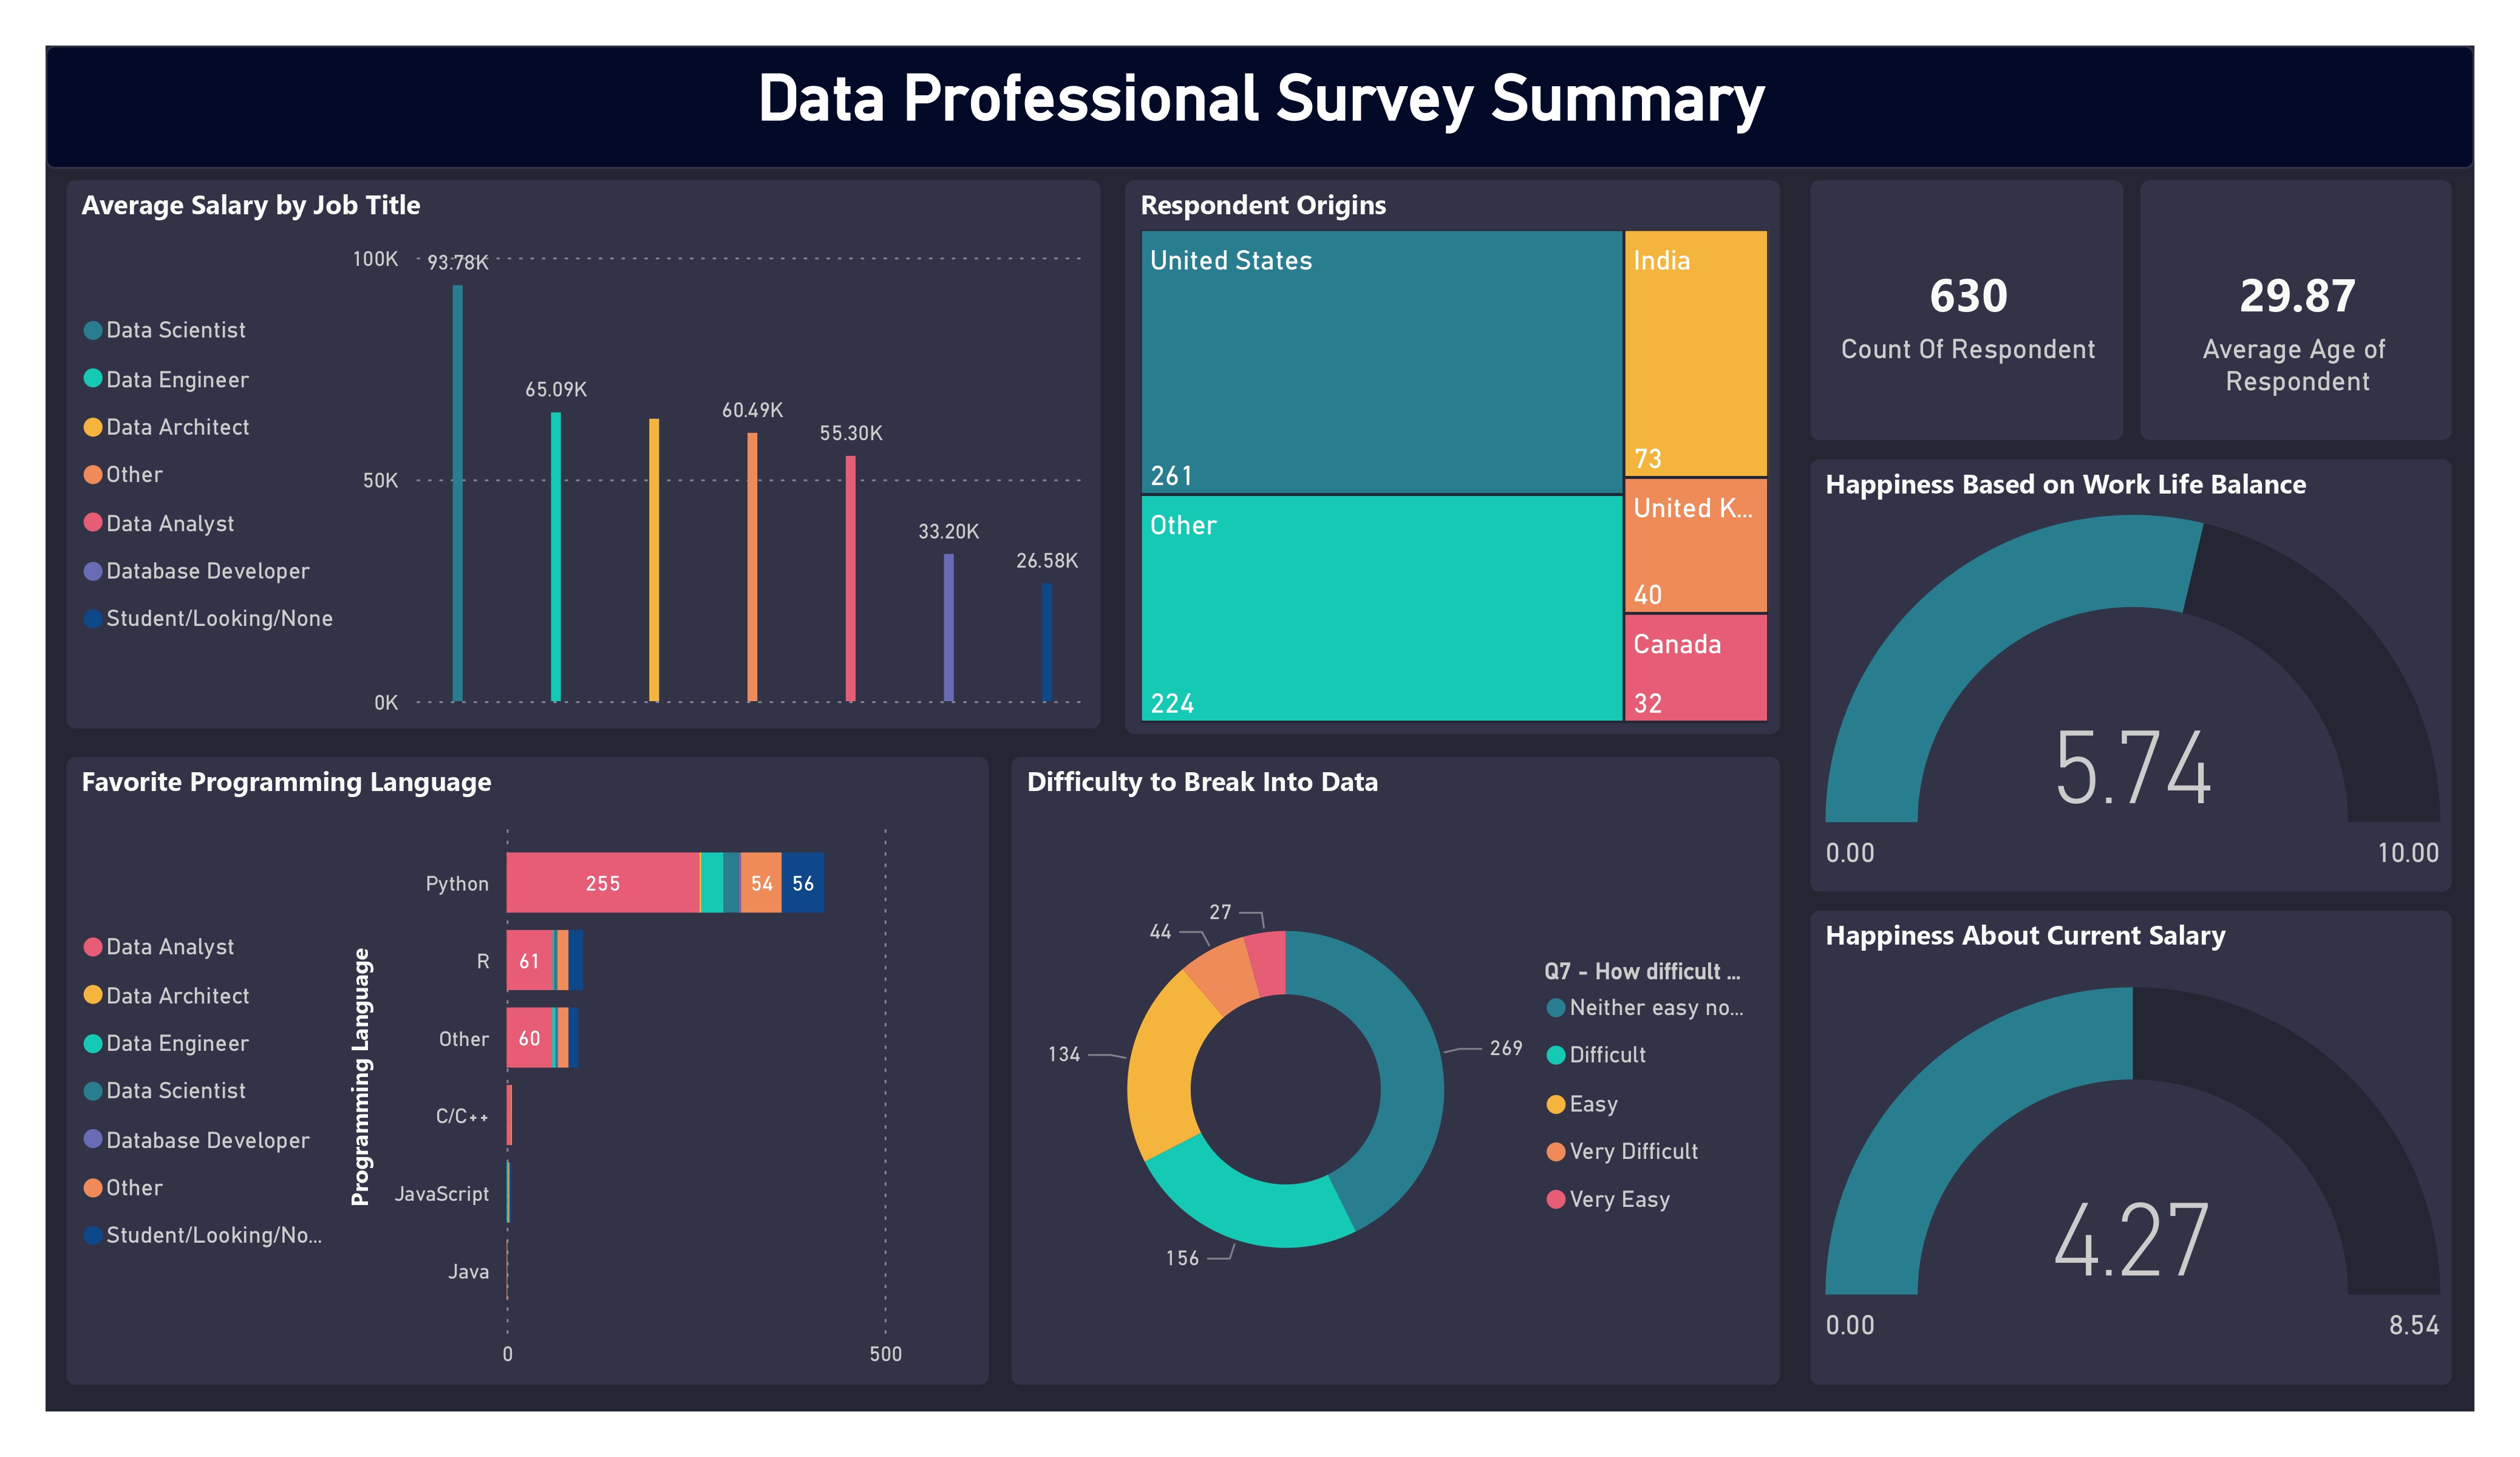 Data Professional Survey Summary
Average Salary by Job Title
Data Scientist
Data Engineer
Data Architect
Other
Data Analyst
Database Developer
Student/Looking/None
100K
50K
0K
93.78K
65.09K
60.49K
55.30K
33.20K
26.58K
Respondent Origins
United States
261
Other
224
India
73
United K...
40
Canada
32
630
Count Of Respondent
29.87
Average Age of
Respondent
Happiness Based on Work Life Balance
5.74
0.00
10.00
Favorite Programming Language
Data Analyst
Data Architect
Data Engineer
Data Scientist
Database Developer
Other
Student/Looking/No...
Programming Language
Python
R
Other
C/C++
JavaScript
Java
255
54
56
61
60
0
500
Difficulty to Break Into Data
27
44
134
156
269
Q7 - How difficult ...
Neither easy no...
Difficult
Easy
Very Difficult
Very Easy
Happiness About Current Salary
4.27
0.00
8.54